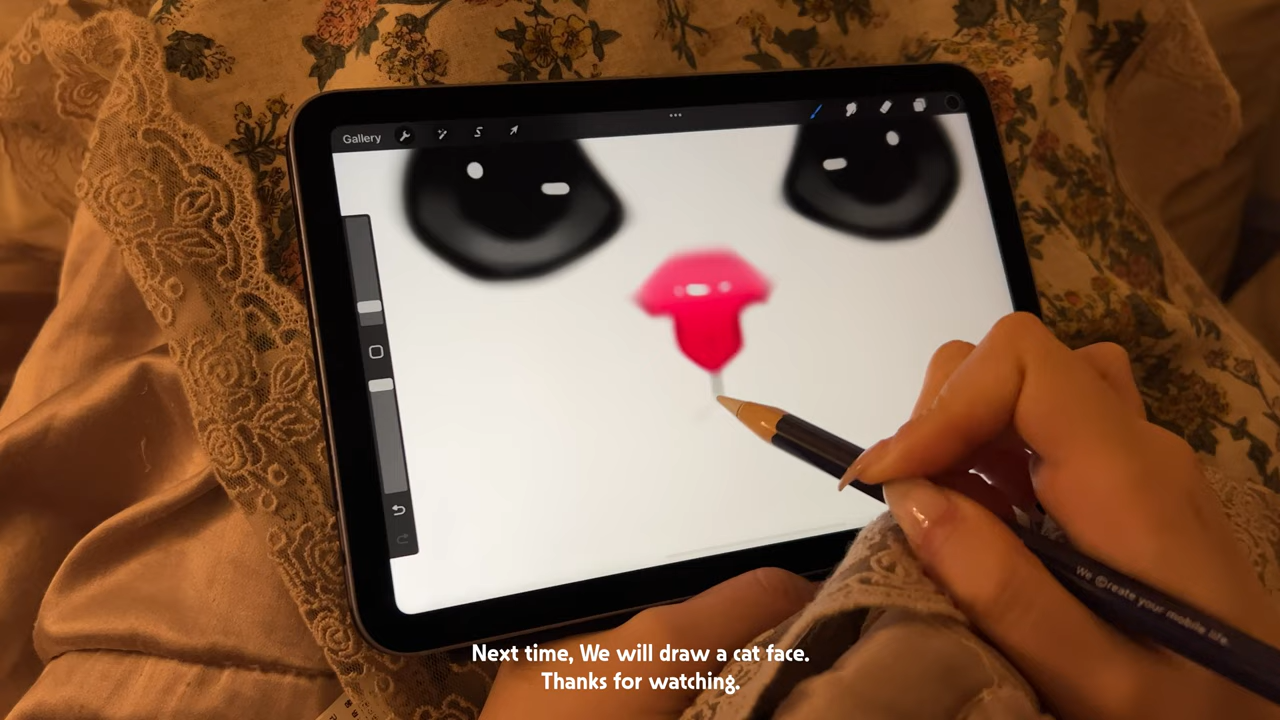 Gallery
We ©reate your mobile life.
Next time, We will draw a cat face.
Thanks for watching.